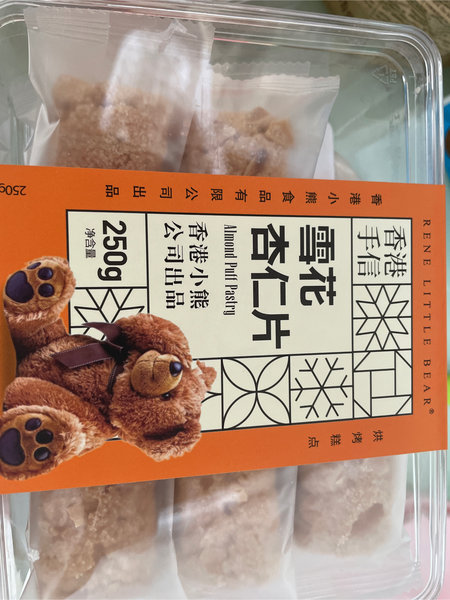 RENE LITTLE BEAR®
香港
手信
雪花
杏仁片
Almond Puff Pastry
香港小熊
公司出品
250g
净含量
香港小熊食品有限公司出品
烘烤糕点
250g